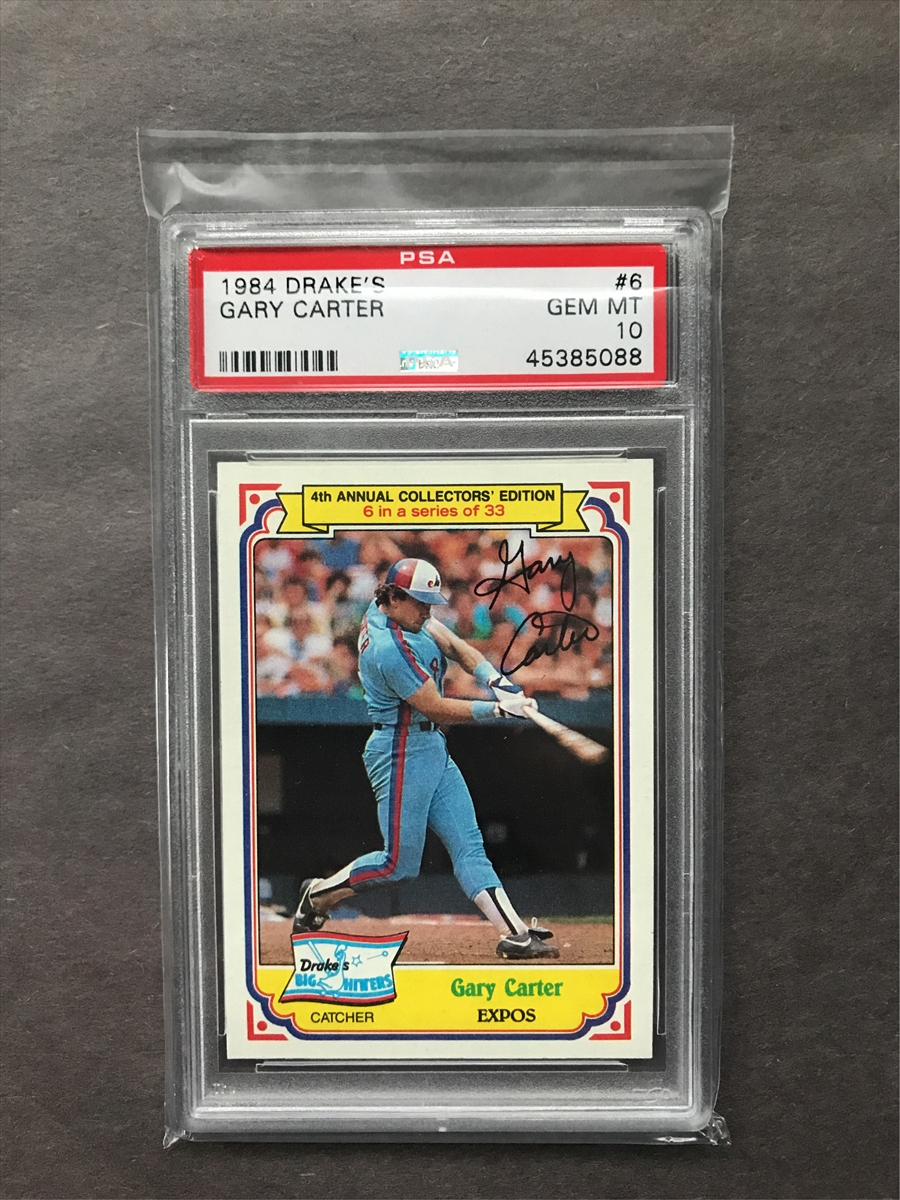 PSA
1984 DRAKE'S #6
GARY CARTER GEM MT
10
45385088
4th ANNUAL COLLECTORS' EDITION
6 in a series of 33
Gary
Carter
Drake's
BIG HITTERS
Gary Carter
CATCHER
EXPOS